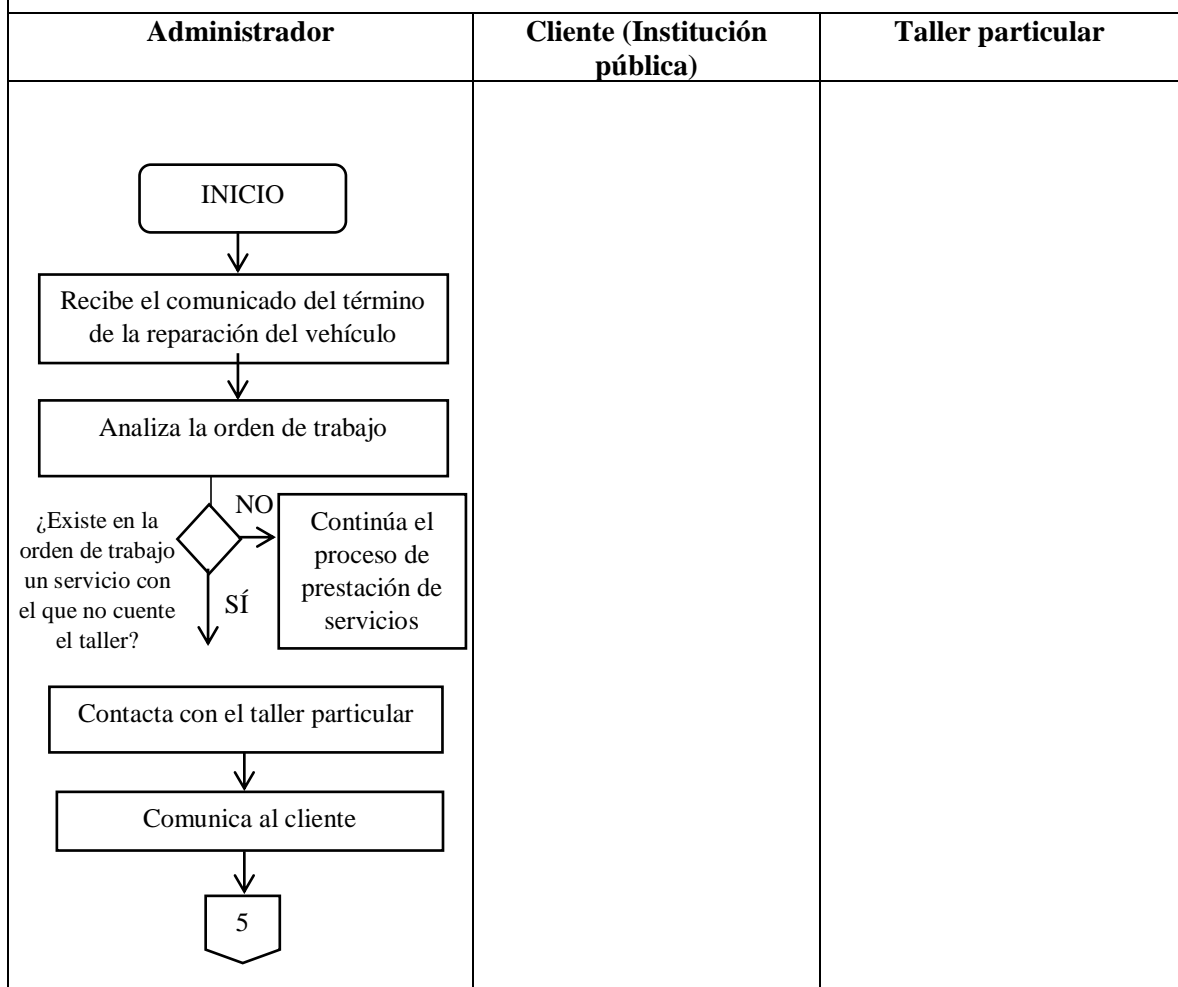 Administrador
Cliente (Institución
pública)
Taller particular
INICIO
Recibe el comunicado del término
de la reparación del vehículo
Analiza la orden de trabajo
¿Existe en la
orden de trabajo
un servicio con
el que no cuente
el taller?
NO
SÍ
Continúa el
proceso de
prestación de
servicios
Contacta con el taller particular
Comunica al cliente
5